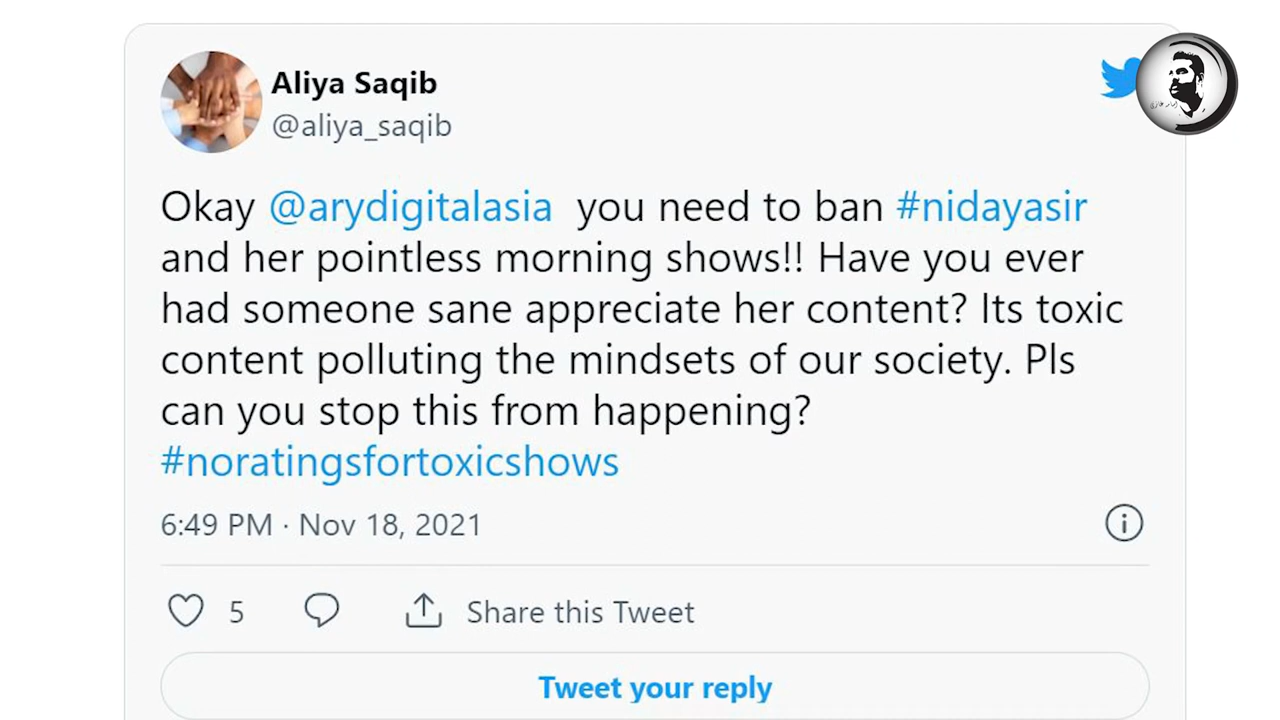 Aliya Saqib
@aliya_saqib
Okay @arydigitalasia you need to ban #nidayasir
and her pointless morning shows!! Have you ever
had someone sane appreciate her content? Its toxic
content polluting the mindsets of our society. Pls
can you stop this from happening?
#noratingsfortoxicshows
6:49 PM · Nov 18, 2021
5
Share this Tweet
Tweet your reply